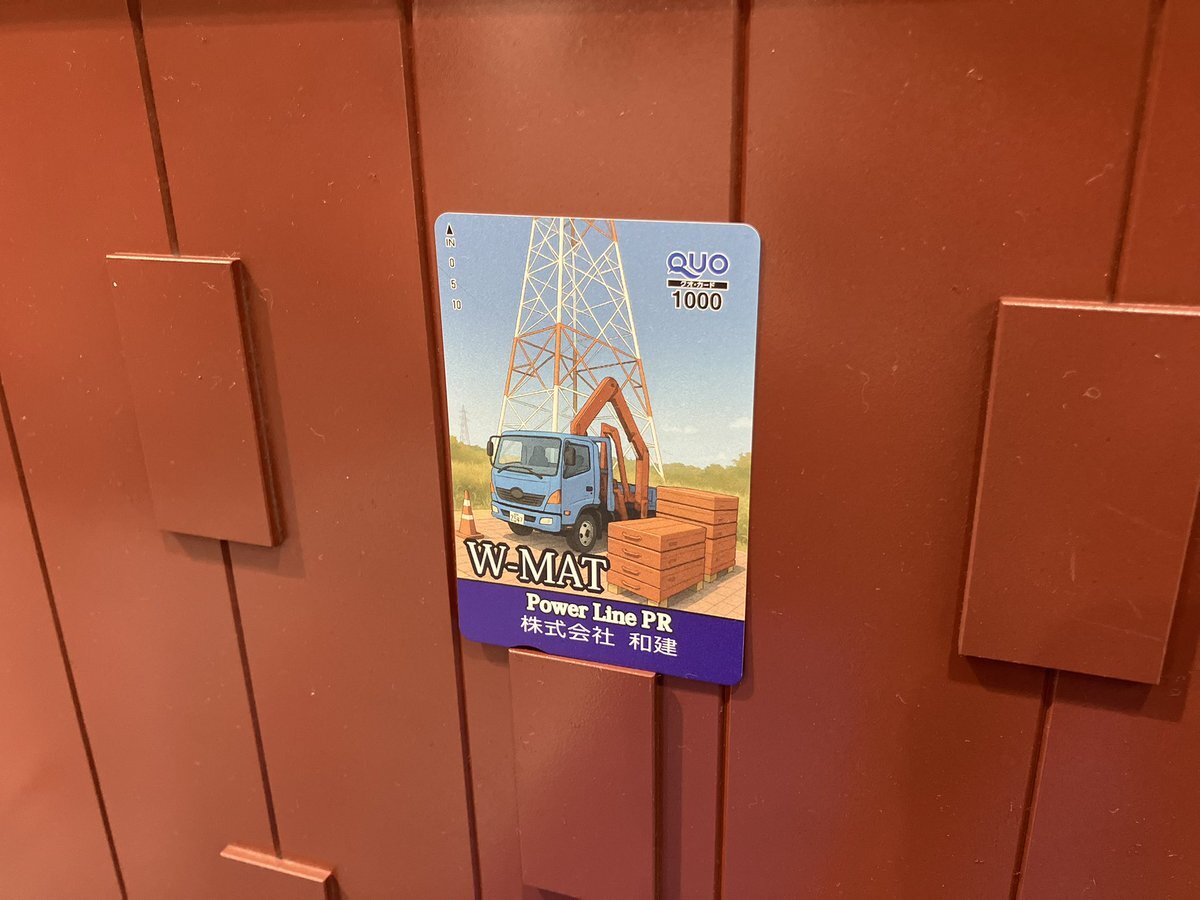 ▲
IN
0
5
10
QUO
クオ・カード
1000
W-MAT
Power Line PR
株式会社 和建